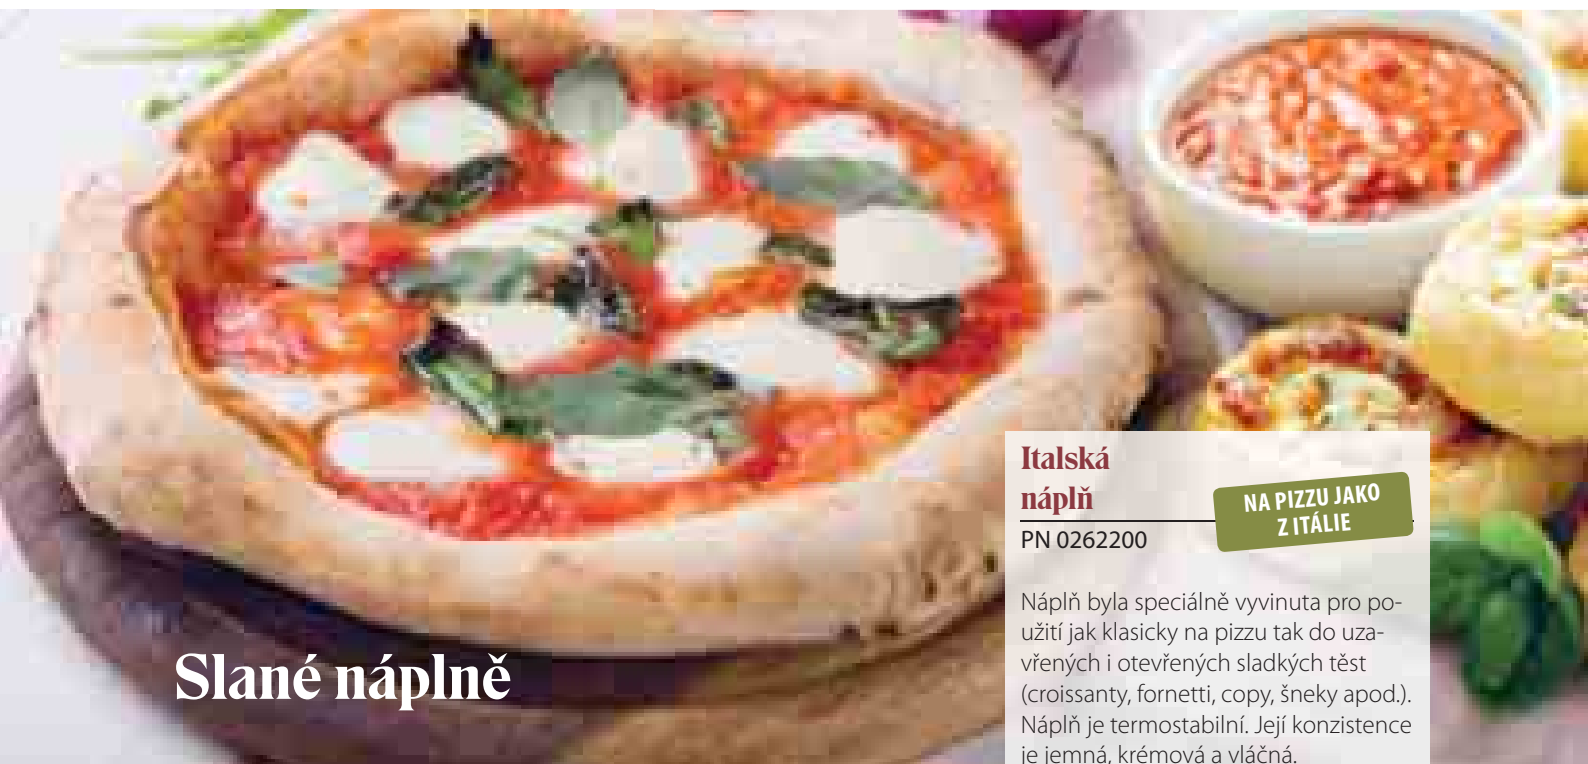 Slané náplně
Italská
náplň
NA PIZZU JAKO
Z ITÁLIE
PN 0262200
Náplň byla speciálně vyvinuta pro po-
užití jak klasicky na pizzu tak do uza-
vřených i otevřených sladkých těst
(croissanty, fornetti, copy, šneky apod.).
Náplň je termostabilní. Její konzistence
je jemná, krémová a vláčná.